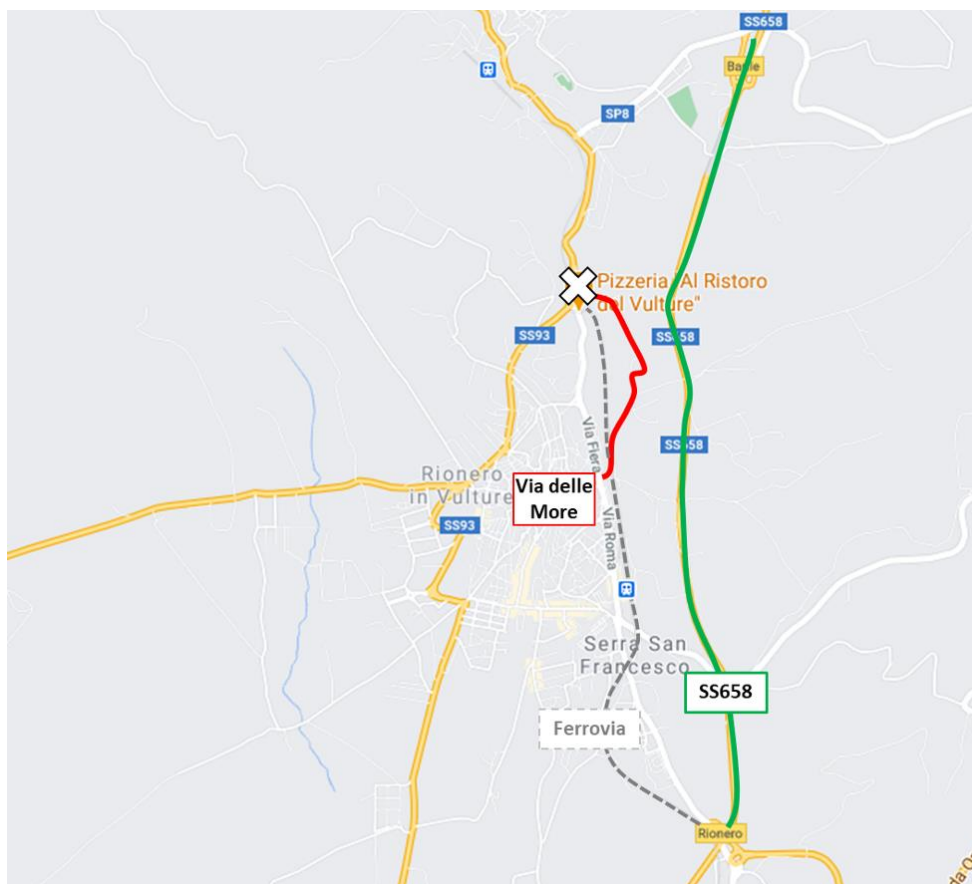 SS658
Barile
SP8
Pizzeria "Al Ristoro
del Vulture"
SS93
SS658
SS658
Via Fiera
Rionero
in Vulture
Via delle
More
SS93
Via Roma
Serra San
Francesco
SS658
Ferrovia
Rionero